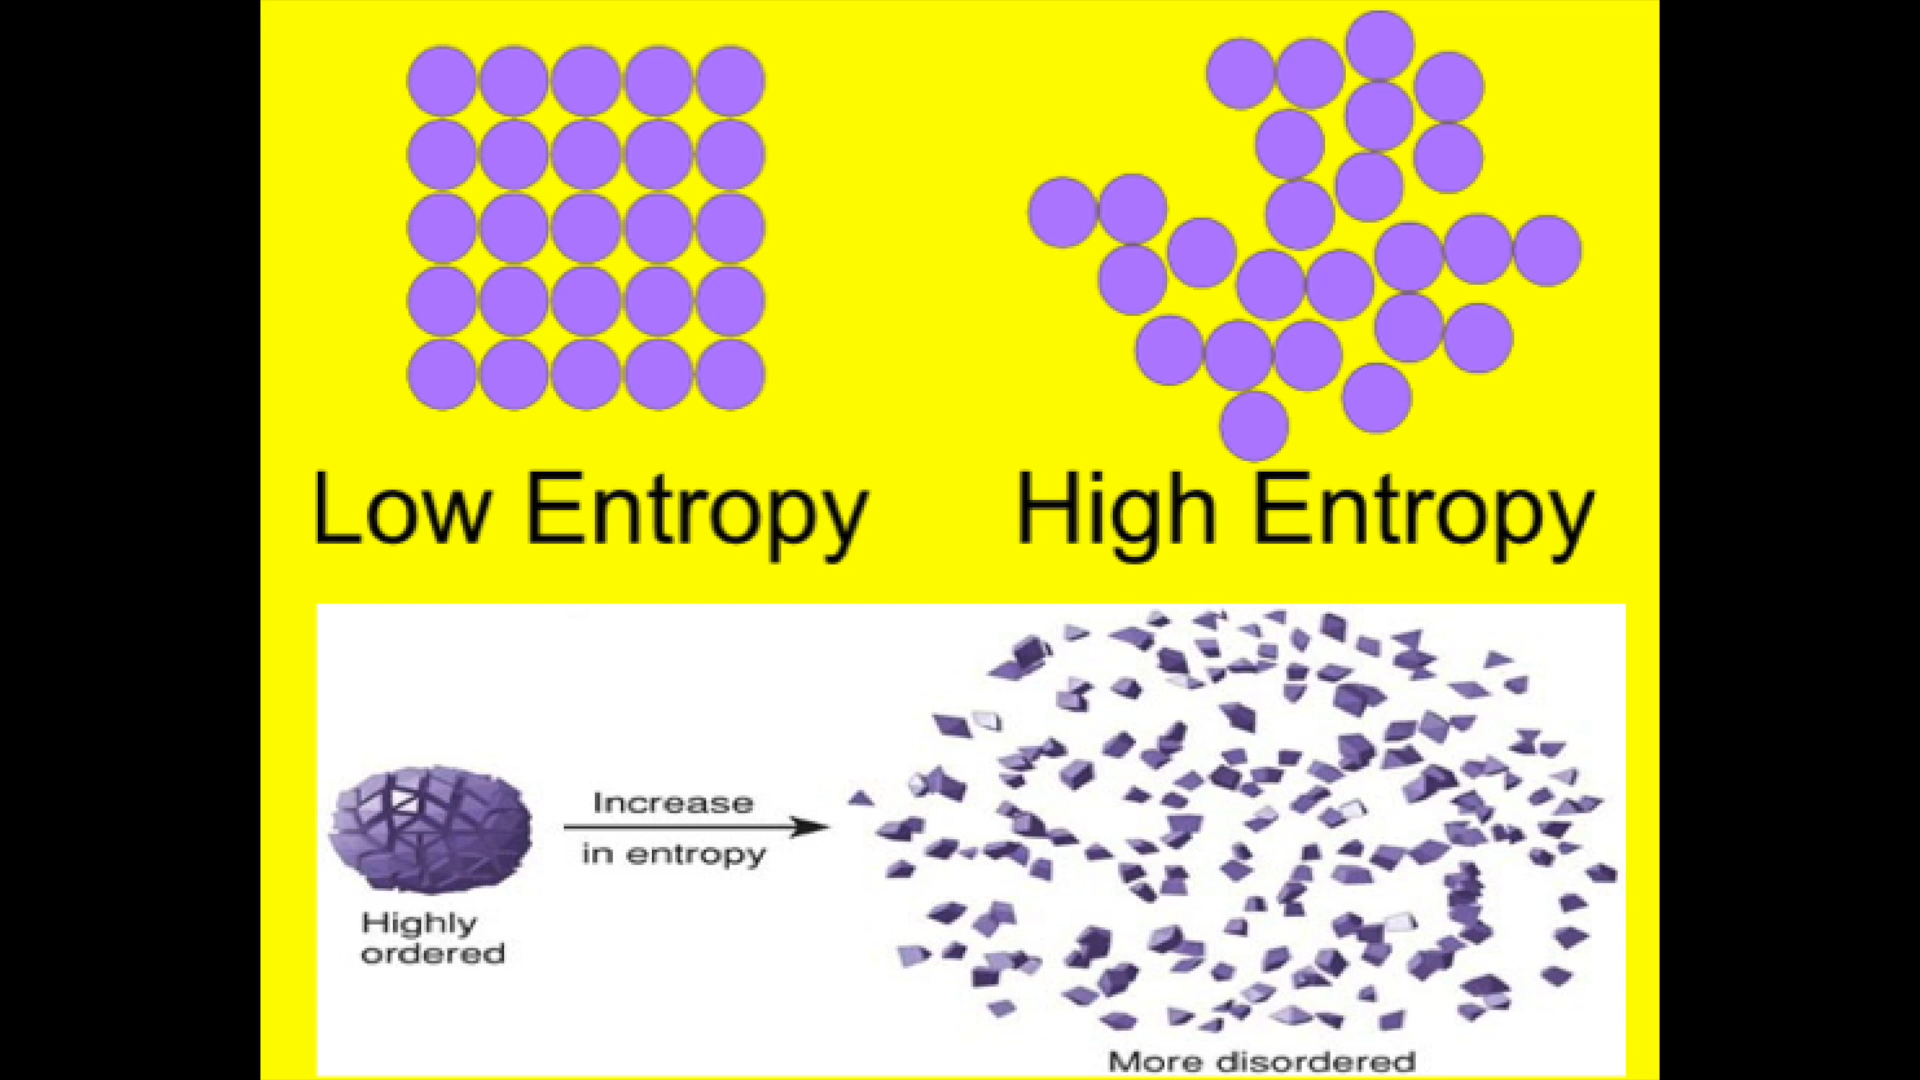 Low Entropy
High Entropy
Increase
in entropy
Highly
ordered
More disordered